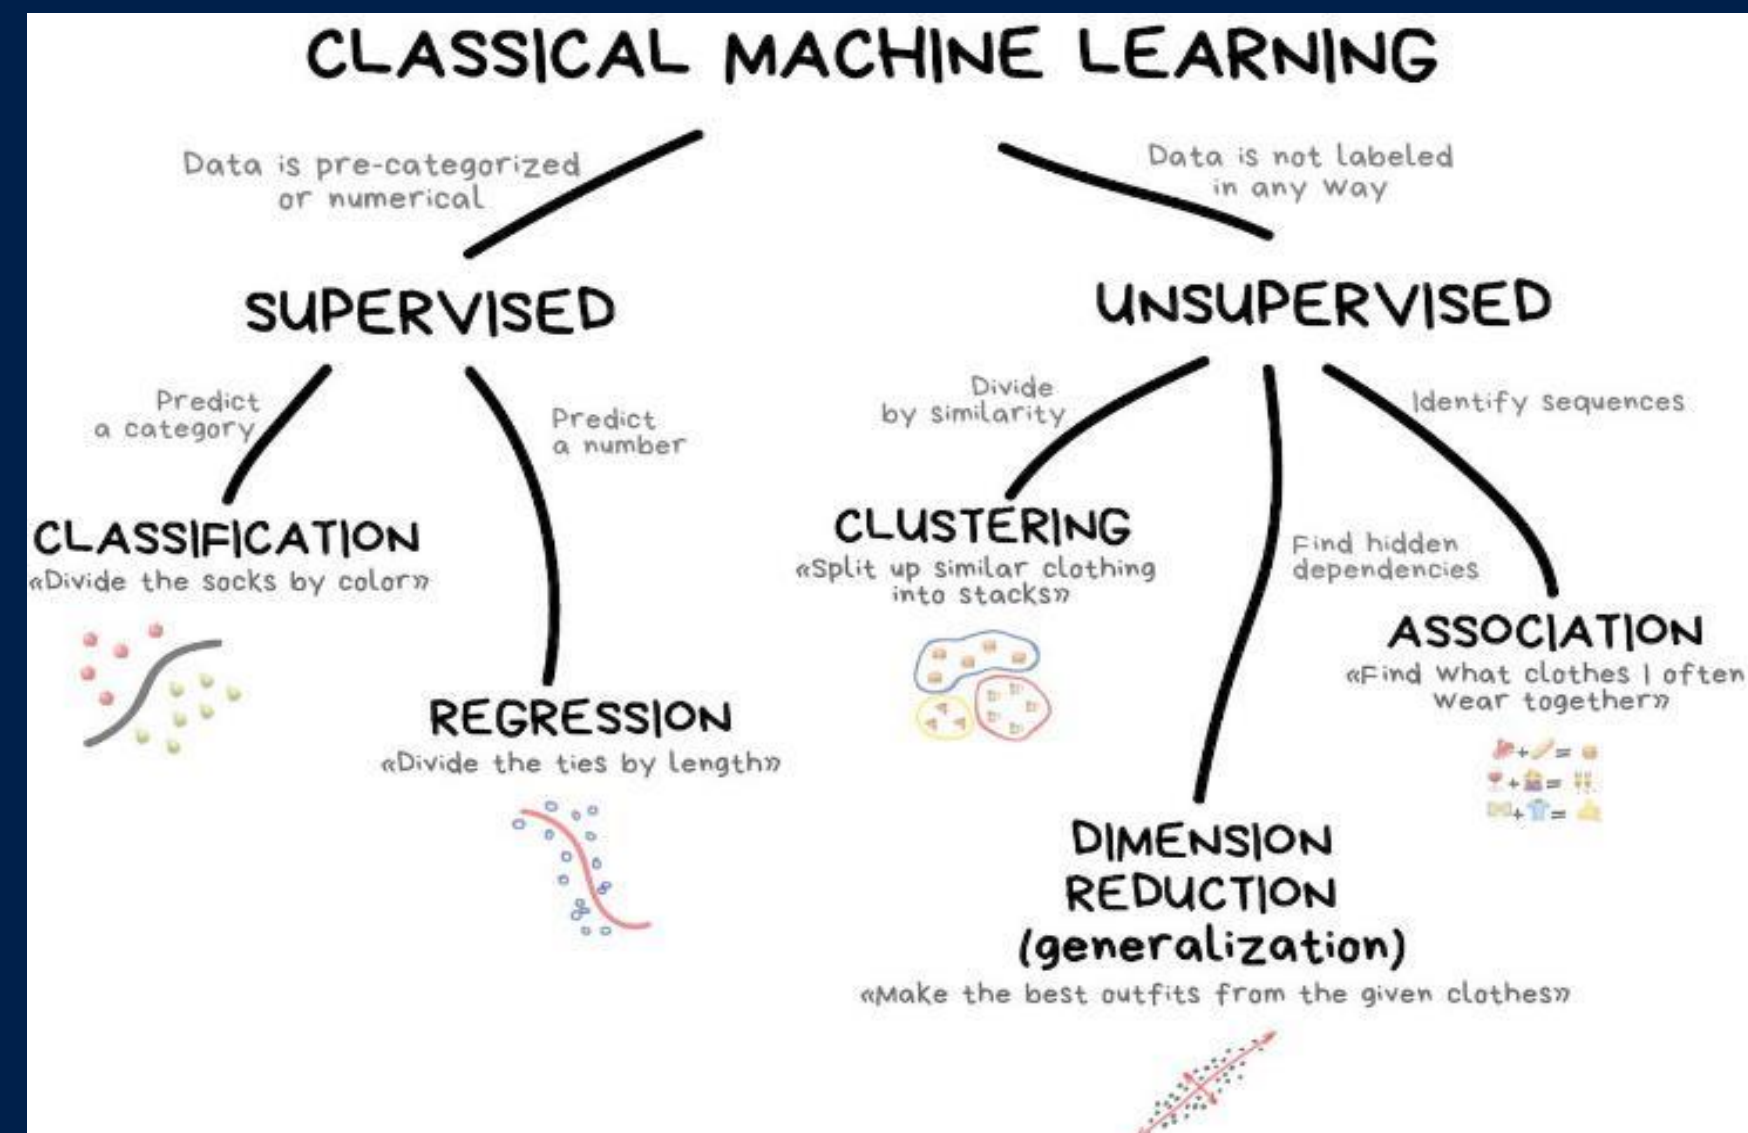 CLASSICAL MACHINE LEARNING
Data is pre-categorized
or numerical
Data is not labeled
in any way
SUPERVISED
UNSUPERVISED
Predict
a category
Predict
a number
Divide
by similarity
Identify sequences
CLASSIFICATION
«Divide the socks by color»
CLUSTERING
«Split up similar clothing
into stacks»
Find hidden
dependencies
ASSOCIATION
«Find What clothes I often
Wear together»
REGRESSION
«Divide the ties by length»
+ =
+ =
+ =
DIMENSION
REDUCTION
(generalization)
«Make the best outfits from the given clothes»